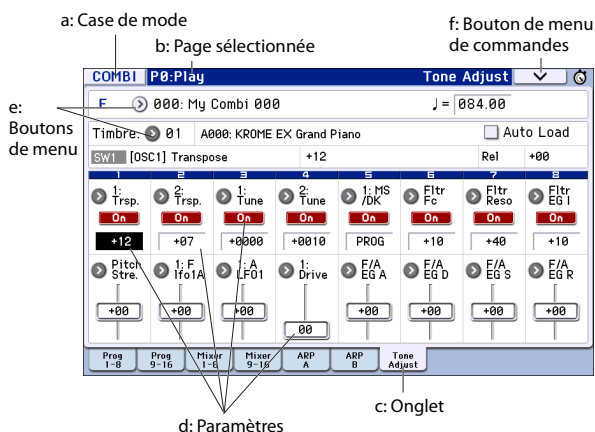 a: Case de mode
f: Bouton de menu
de commandes
b: Page sélectionnée
COMBI P0:Play Tone Adjust
e:
Boutons
de menu
F 000: My Combi 000 ♩= 084.00
Timbre: 01 A000: KROME EX Grand Piano Auto Load
SW1 [OSC1] Transpose +12 Rel +00
1 2 3 4 5 6 7 8
1: Trsp. 2: Trsp. 1: Tune 2: Tune 1: MS /DK Fltr Fc Fltr Reso Fltr EG I
On On On On On On On On
+12 +07 +0000 +0010 PROG +10 +40 +10
Pitch Stre. 1: F lfo1A 1: A LFO1 1: Drive F/A EG A F/A EG D F/A EG S F/A EG R
+00 +00 +00 00 +00 +00 +00 +00
Prog 1-8 Prog 9-16 Mixer 1-8 Mixer 9-16 ARP A ARP B Tone Adjust
c: Onglet
d: Paramètres